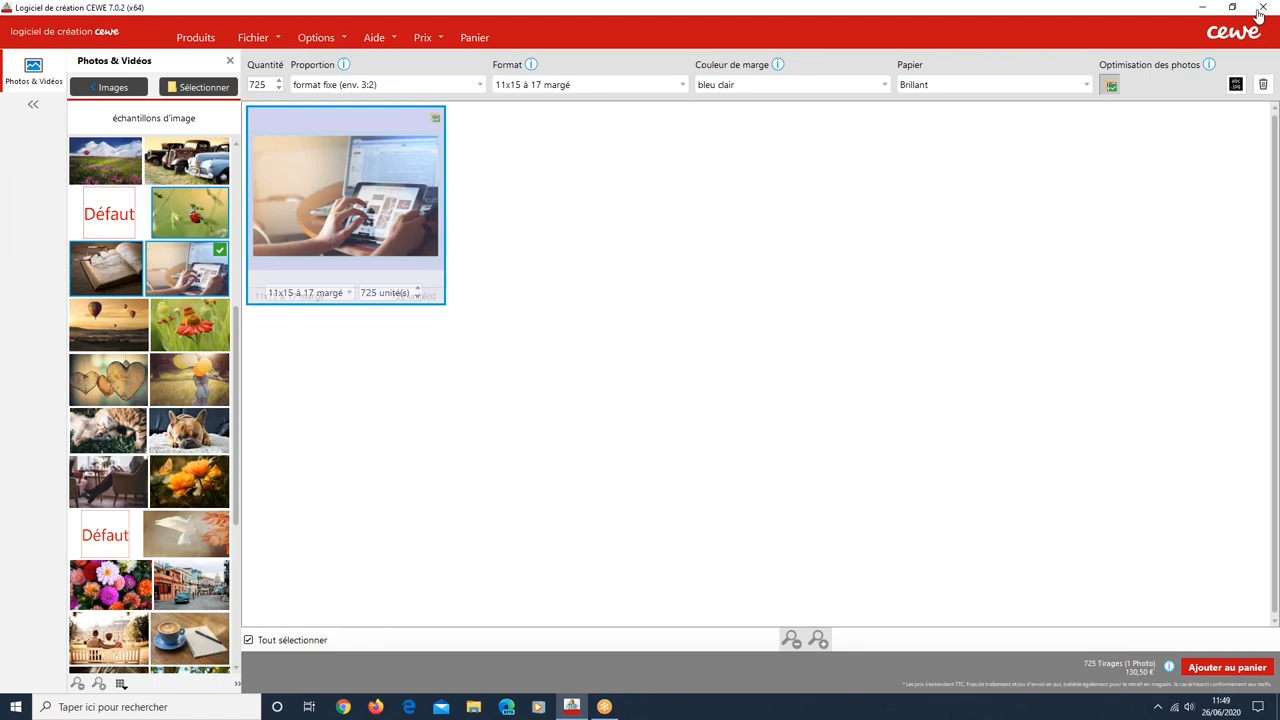 Logiciel de création CEWE 7.0.2 (x64)
logiciel de création cewe
Produits Fichier Options Aide Prix Panier
cewe
Photos & Vidéos
Photos & Vidéos
Images Sélectionner
échantillons d'image
Défaut
Défaut
Quantité Proportion Format Couleur de marge Papier Optimisation des photos
725 format fixe (env. 3:2) 11x15 à 17 margé bleu clair Brillant
abc .jpg
11x15 à 17 margé 725 unité(s)
Tout sélectionner
725 Tirages (1 Photo)
130,50 €
Ajouter au panier
Taper ici pour rechercher
11:49
26/06/2020